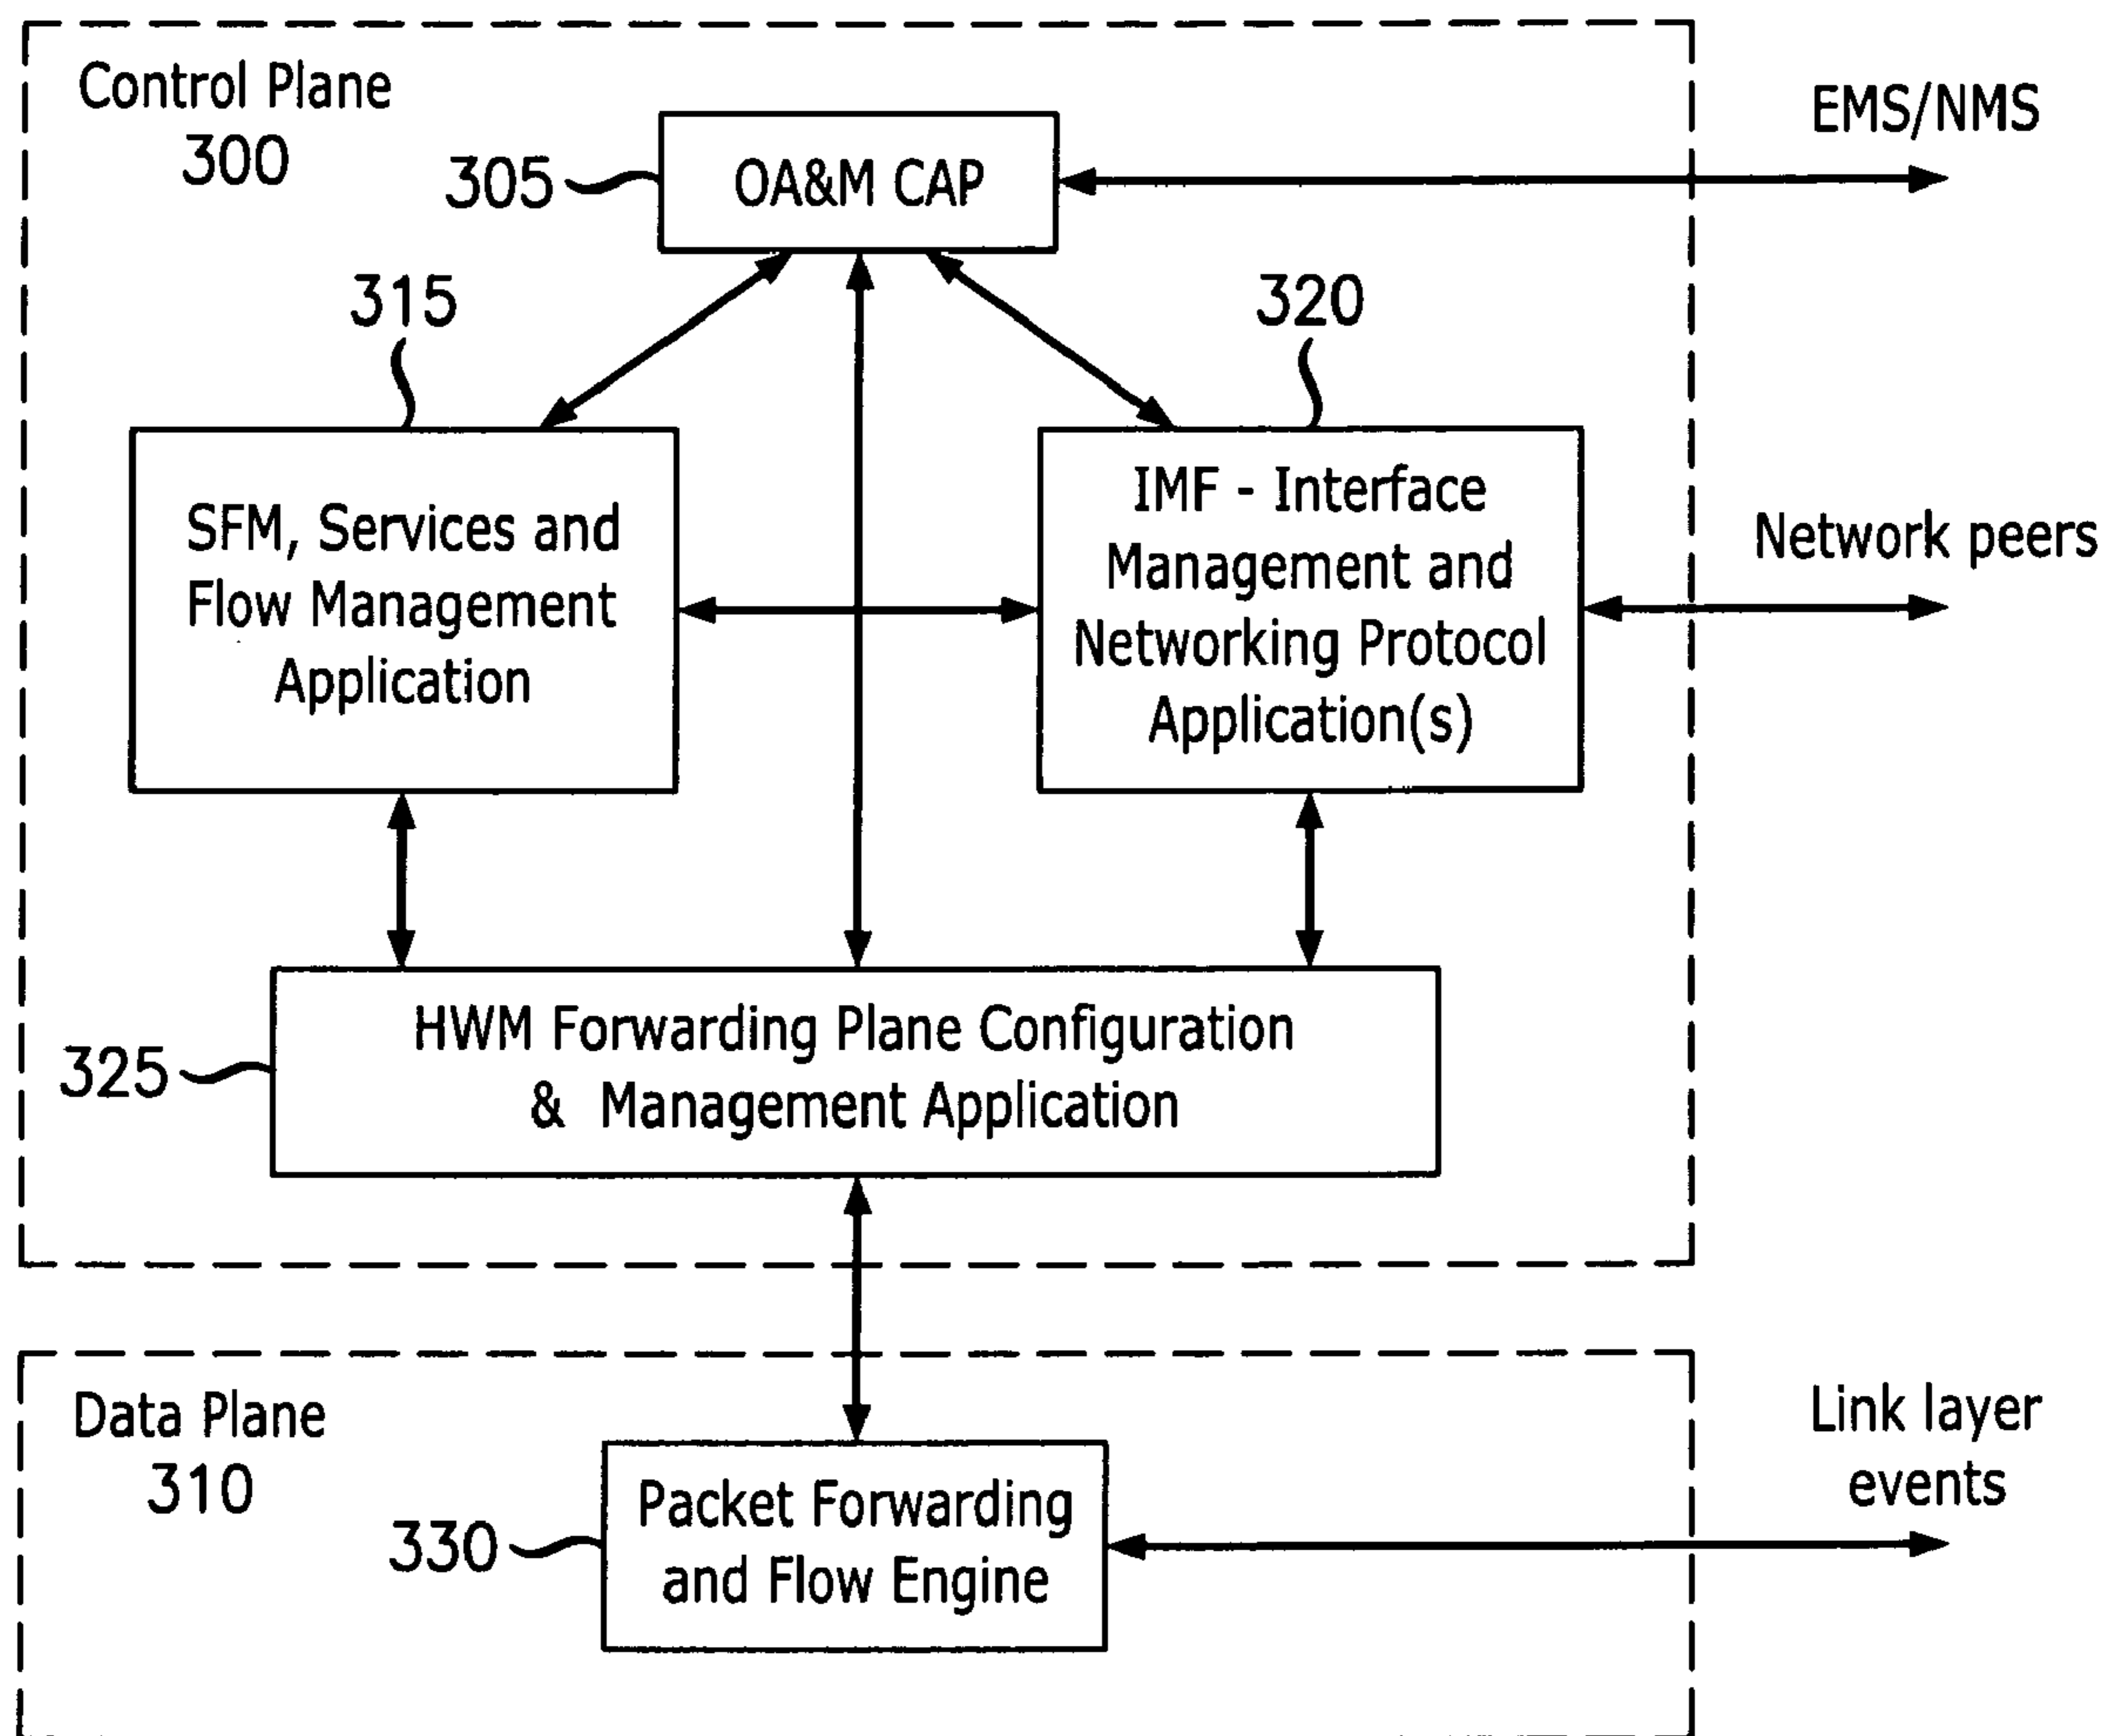 Control Plane
300
EMS/NMS
305
OA&M CAP
315
320
SFM, Services and
Flow Management
Application
IMF - Interface
Management and
Networking Protocol
Application(s)
Network peers
325
HWM Forwarding Plane Configuration
& Management Application
Data Plane
310
Link layer
events
330
Packet Forwarding
and Flow Engine